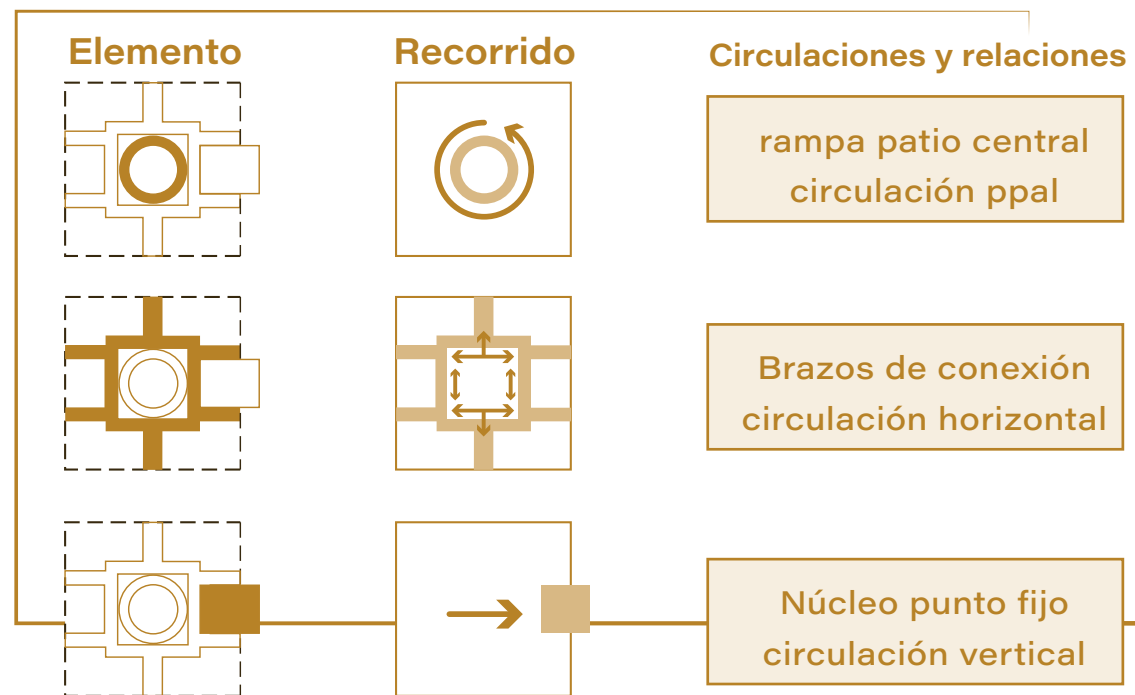 Elemento
Recorrido
Circulaciones y relaciones
rampa patio central
circulación ppal
Brazos de conexión
circulación horizontal
Núcleo punto fijo
circulación vertical